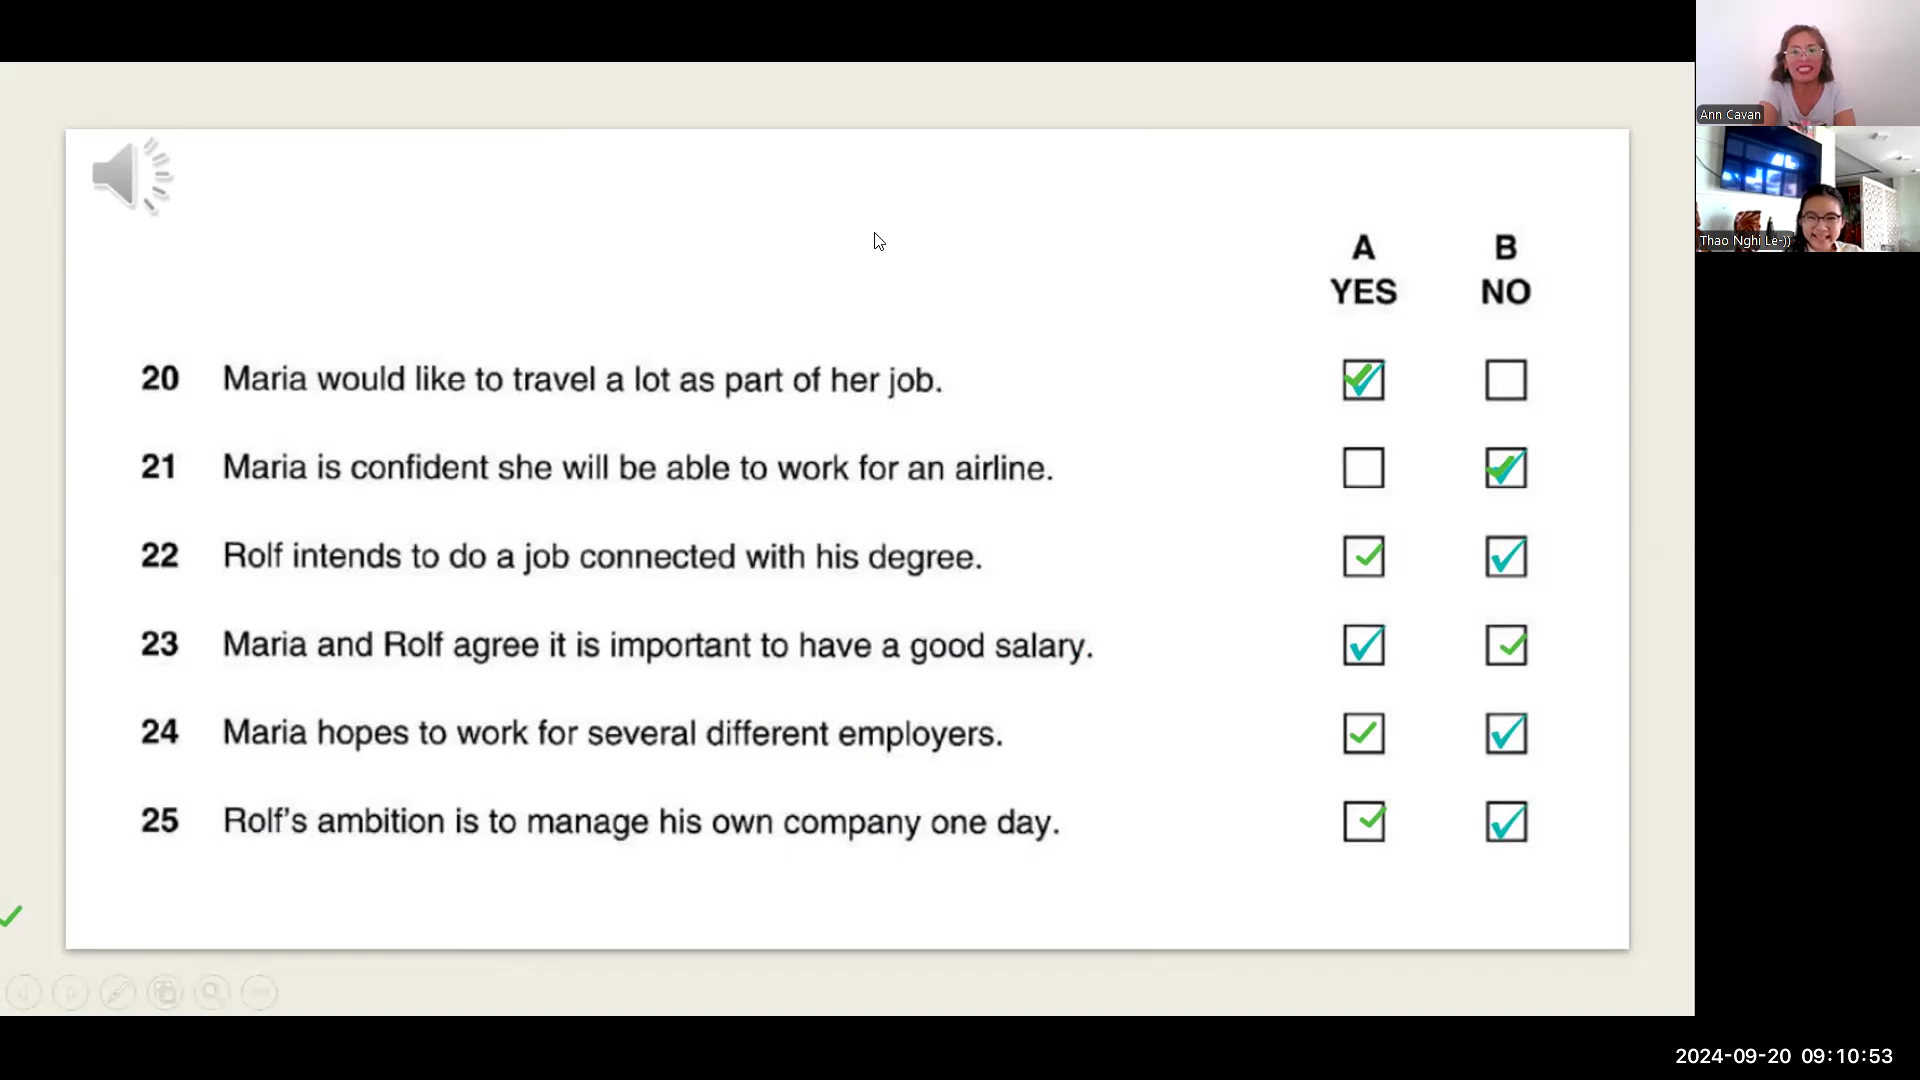 Ann Cavan
Thao Nghi Le-))
A B
YES NO
20 Maria would like to travel a lot as part of her job.
21 Maria is confident she will be able to work for an airline.
22 Rolf intends to do a job connected with his degree.
23 Maria and Rolf agree it is important to have a good salary.
24 Maria hopes to work for several different employers.
25 Rolf's ambition is to manage his own company one day.
2024-09-20 09:10:53